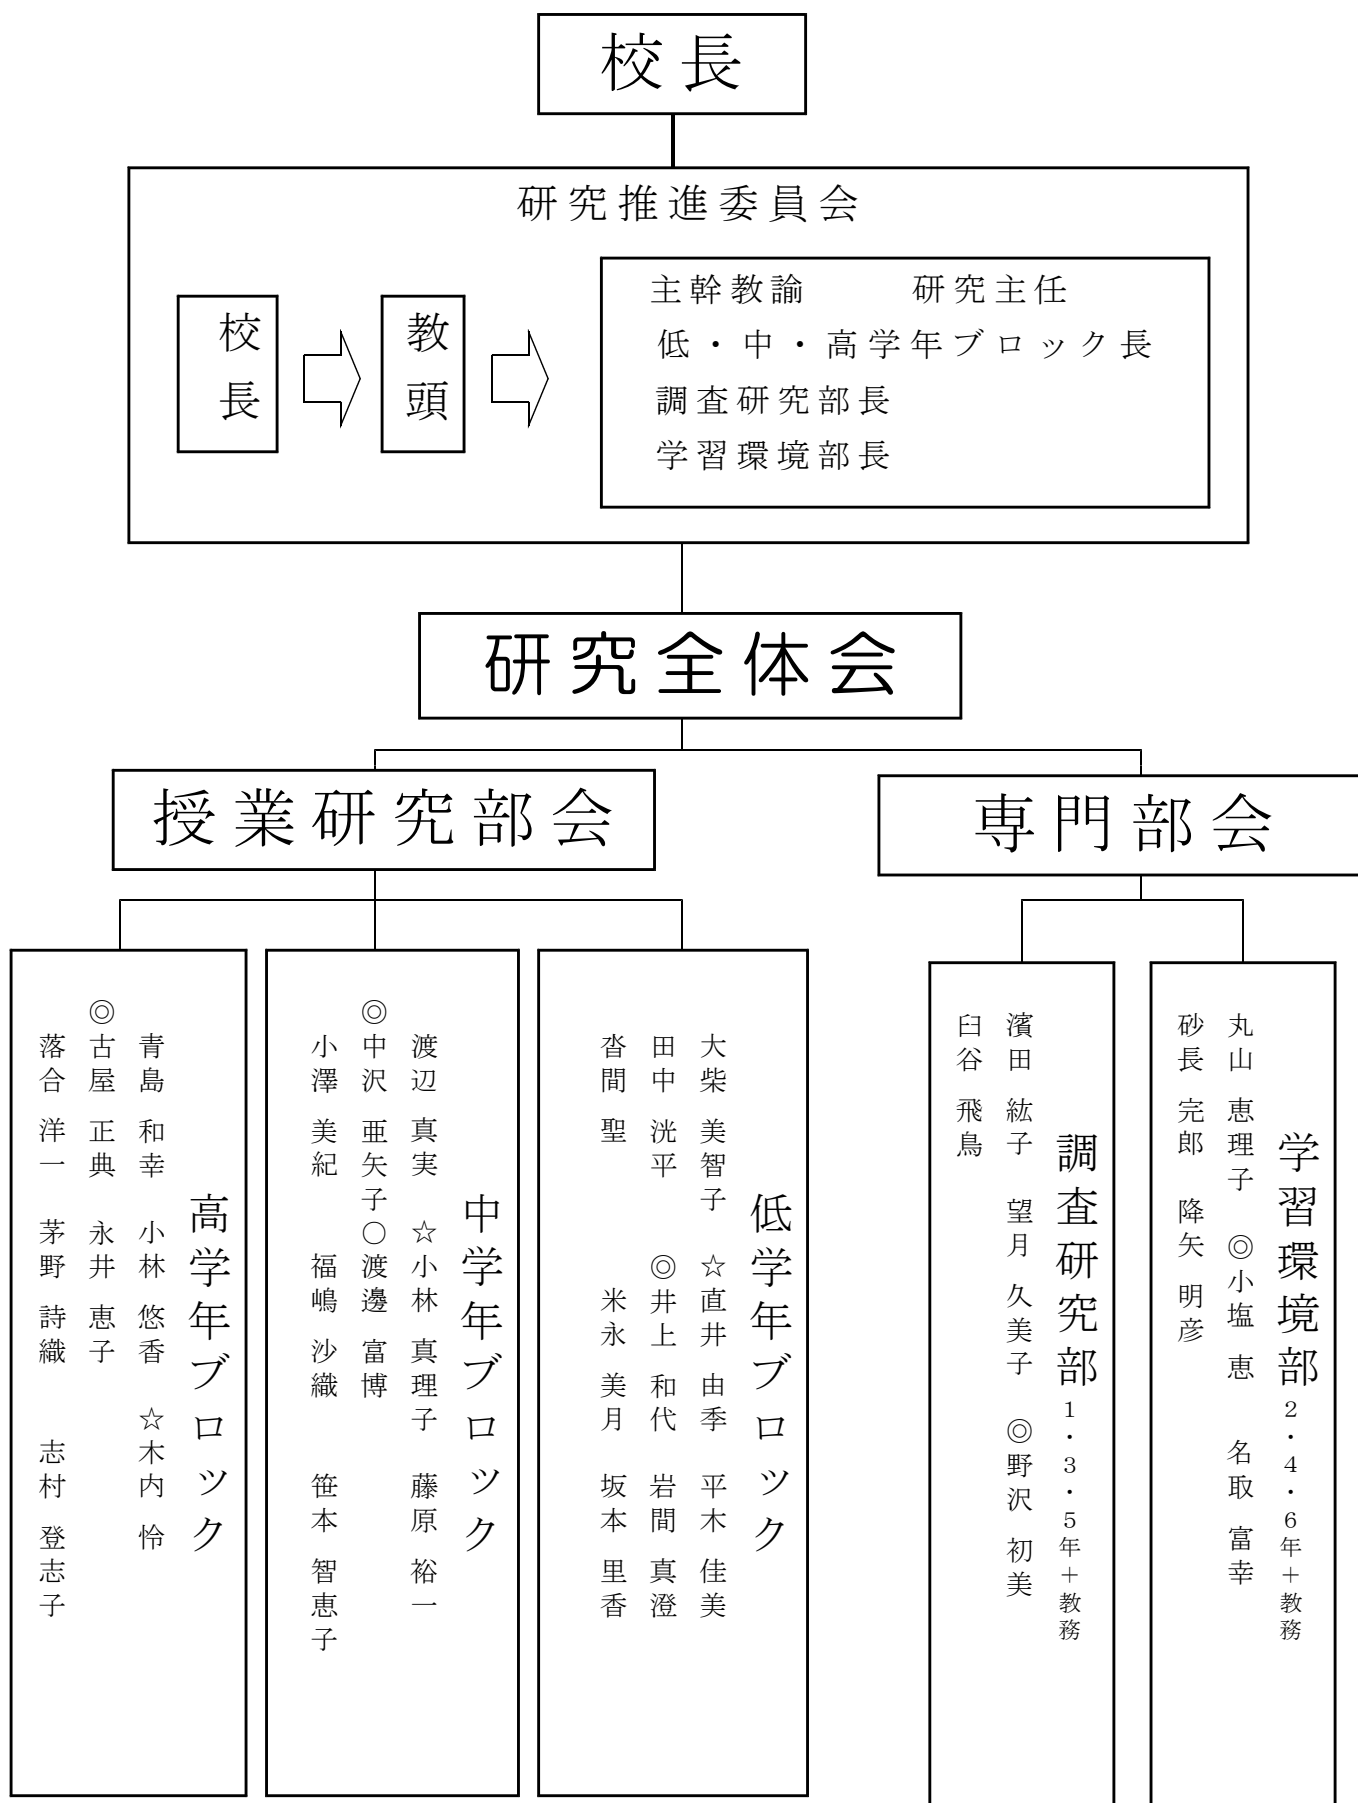 校長
研究推進委員会
校長
教頭
主幹教諭　　研究主任
低・中・高学年ブロック長
調査研究部長
学習環境部長
研究全体会
授業研究部会
専門部会
学習環境部 2・4・6年＋教務
丸山 恵理子　◎小塩 恵　名取 富幸
砂長 完郎　降矢 明彦
調査研究部 1・3・5年＋教務
濱田 紘子　望月 久美子　◎野沢 初美
臼谷 飛鳥
低学年ブロック
大柴 美智子　☆直井 由季　平木 佳美
田中 洸平　◎井上 和代　岩間 真澄
沓間 聖　米永 美月　坂本 里香
中学年ブロック
渡辺 真実　☆小林 真理子　藤原 裕一
◎中沢 亜矢子〇渡邊 富博
小澤 美紀　福嶋 沙織　笹本 智恵子
高学年ブロック
青島 和幸　小林 悠香　☆木内 怜
◎古屋 正典　永井 恵子
落合 洋一　茅野 詩織　志村 登志子